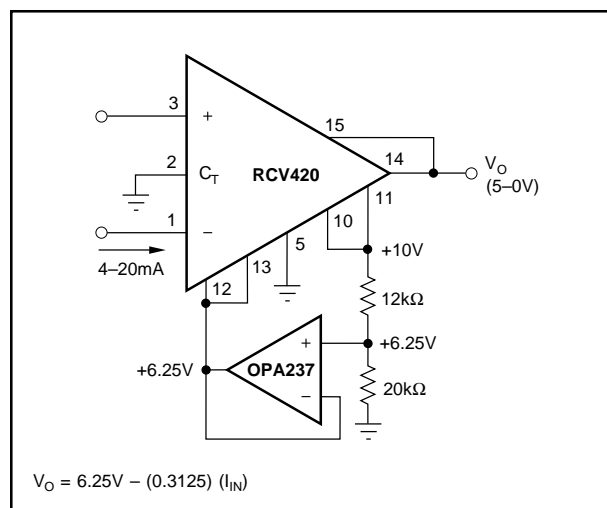 3
+
15
2
C_T
RCV420
14
V_O
(5–0V)
11
10
1
–
4–20mA
5
+10V
13
12
12kΩ
+6.25V
+
+6.25V
OPA237
–
20kΩ
V_O = 6.25V – (0.3125) (I_IN)